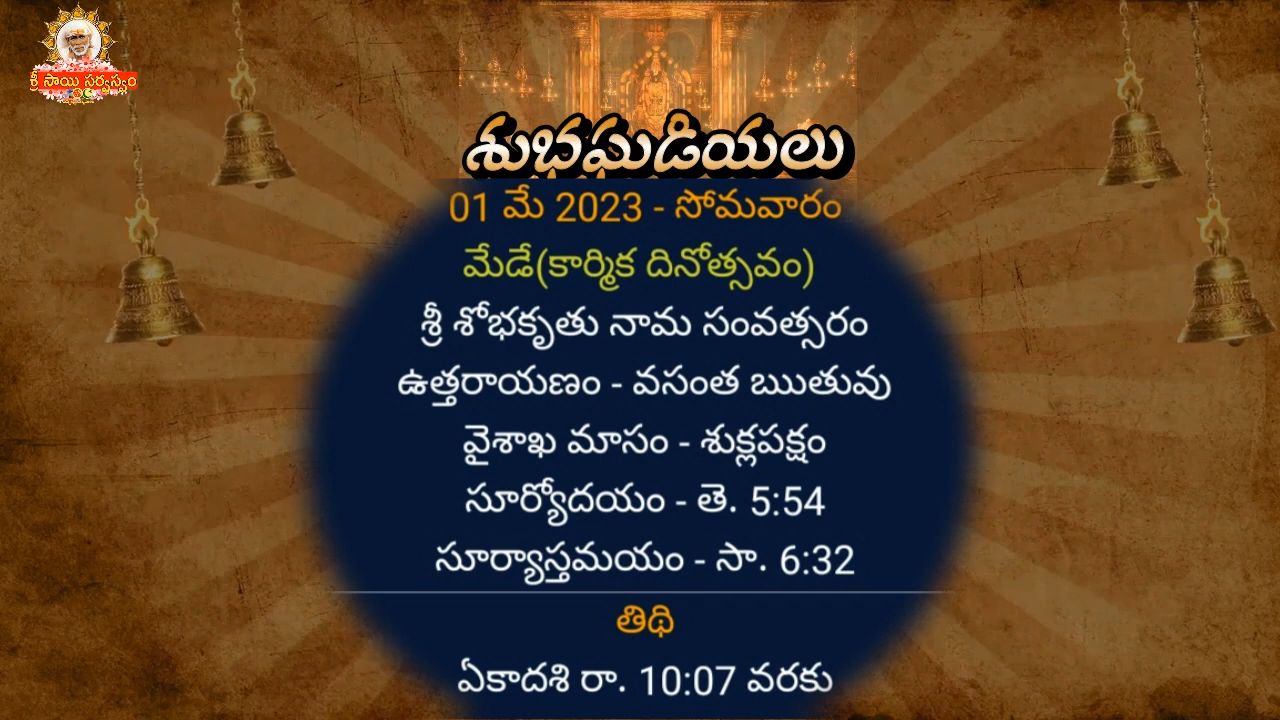 శ్రీ సాయి సర్వస్వం
శుభఘడియలు
01 మే 2023 - సోమవారం
మేడే(కార్మిక దినోత్సవం)
శ్రీ శోభకృతు నామ సంవత్సరం
ఉత్తరాయణం - వసంత ఋతువు
వైశాఖ మాసం - శుక్లపక్షం
సూర్యోదయం - తె. 5:54
సూర్యాస్తమయం - సా. 6:32
తిథి
ఏకాదశి రా. 10:07 వరకు